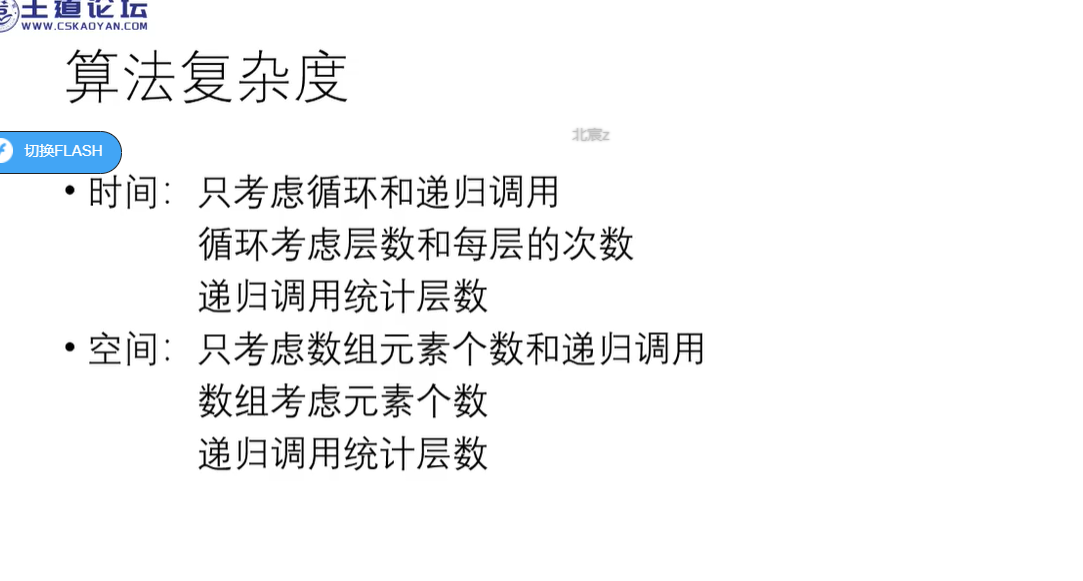 王道论坛
WWW.CSKAOYAN.COM
算法复杂度
北宸z
切换FLASH
• 时间： 只考虑循环和递归调用
循环考虑层数和每层的次数
递归调用统计层数
• 空间： 只考虑数组元素个数和递归调用
数组考虑元素个数
递归调用统计层数